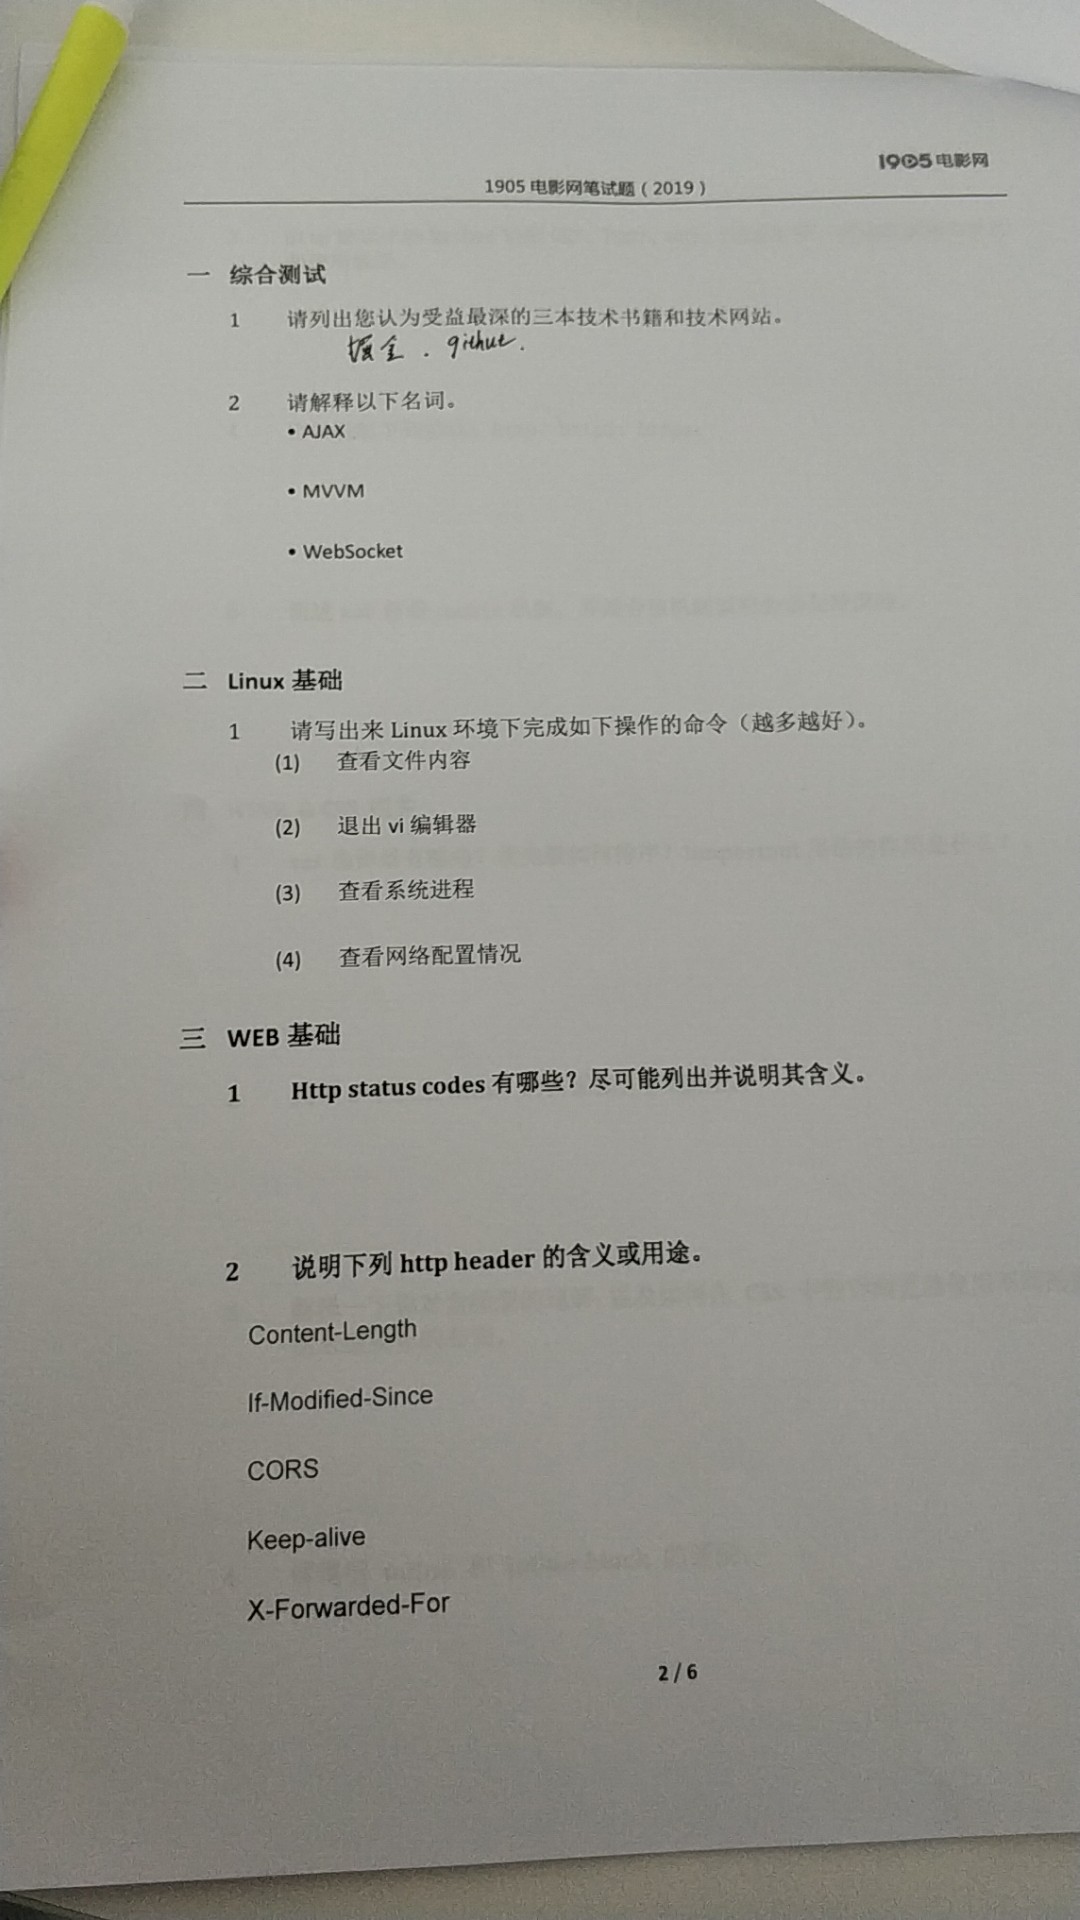 1905电影网
1905 电影网笔试题（2019）
一 综合测试
1 请列出您认为受益最深的三本技术书籍和技术网站。
掘金 . github.
2 请解释以下名词。
• AJAX
• MVVM
• WebSocket
二 Linux 基础
1 请写出来 Linux 环境下完成如下操作的命令（越多越好）。
(1) 查看文件内容
(2) 退出 vi 编辑器
(3) 查看系统进程
(4) 查看网络配置情况
三 WEB 基础
1 Http status codes 有哪些？尽可能列出并说明其含义。
2 说明下列 http header 的含义或用途。
Content-Length
If-Modified-Since
CORS
Keep-alive
X-Forwarded-For
2 / 6